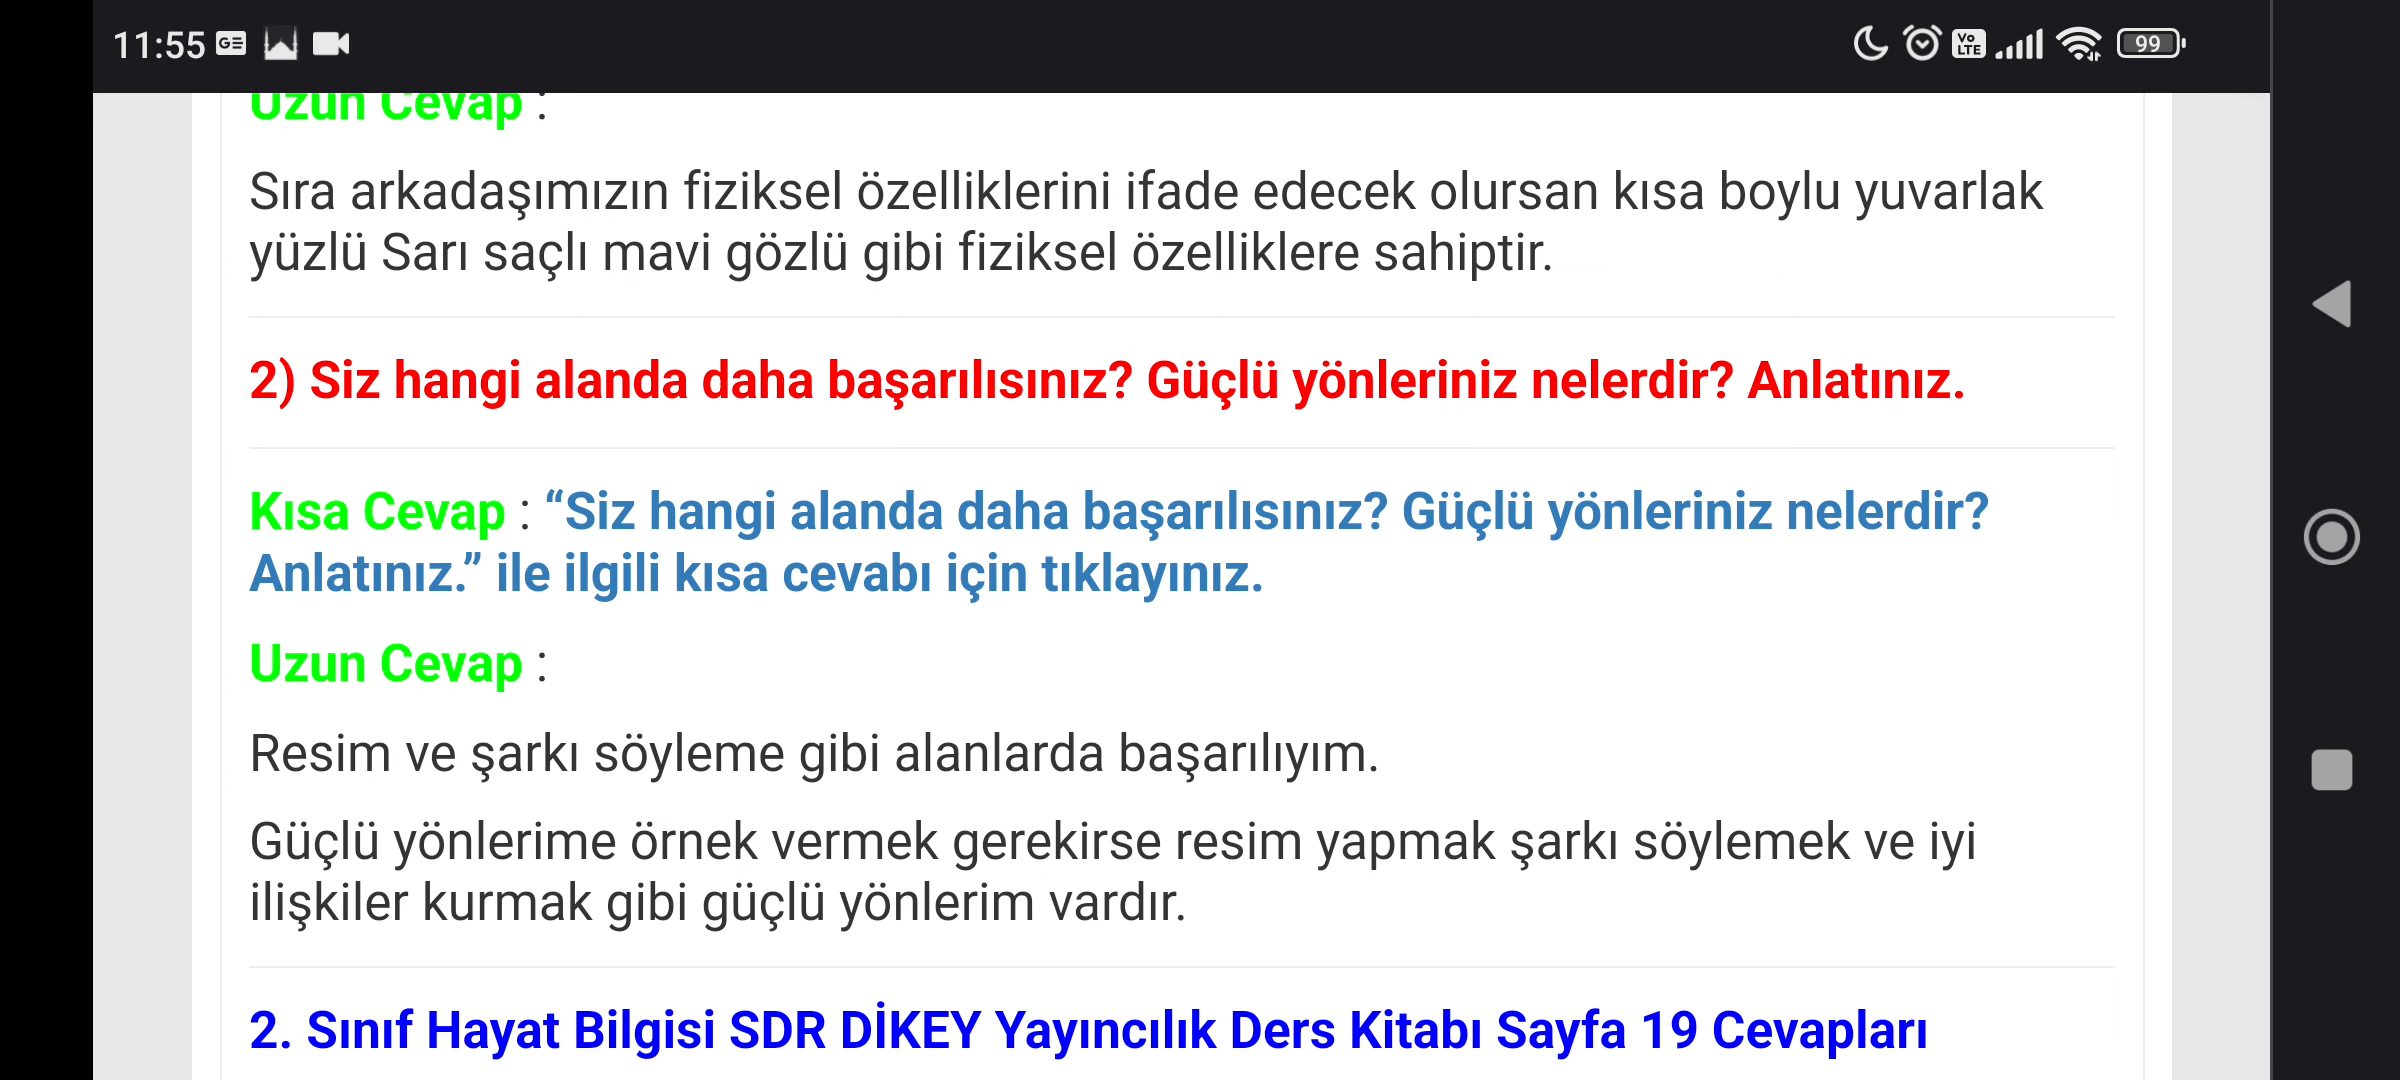 11:55 GE Vo LTE 99
Uzun Cevap :
Sıra arkadaşımızın fiziksel özelliklerini ifade edecek olursan kısa boylu yuvarlak
yüzlü Sarı saçlı mavi gözlü gibi fiziksel özelliklere sahiptir.
2) Siz hangi alanda daha başarılısınız? Güçlü yönleriniz nelerdir? Anlatınız.
Kısa Cevap : “Siz hangi alanda daha başarılısınız? Güçlü yönleriniz nelerdir?
Anlatınız.” ile ilgili kısa cevabı için tıklayınız.
Uzun Cevap :
Resim ve şarkı söyleme gibi alanlarda başarılıyım.
Güçlü yönlerime örnek vermek gerekirse resim yapmak şarkı söylemek ve iyi
ilişkiler kurmak gibi güçlü yönlerim vardır.
2. Sınıf Hayat Bilgisi SDR DİKEY Yayıncılık Ders Kitabı Sayfa 19 Cevapları